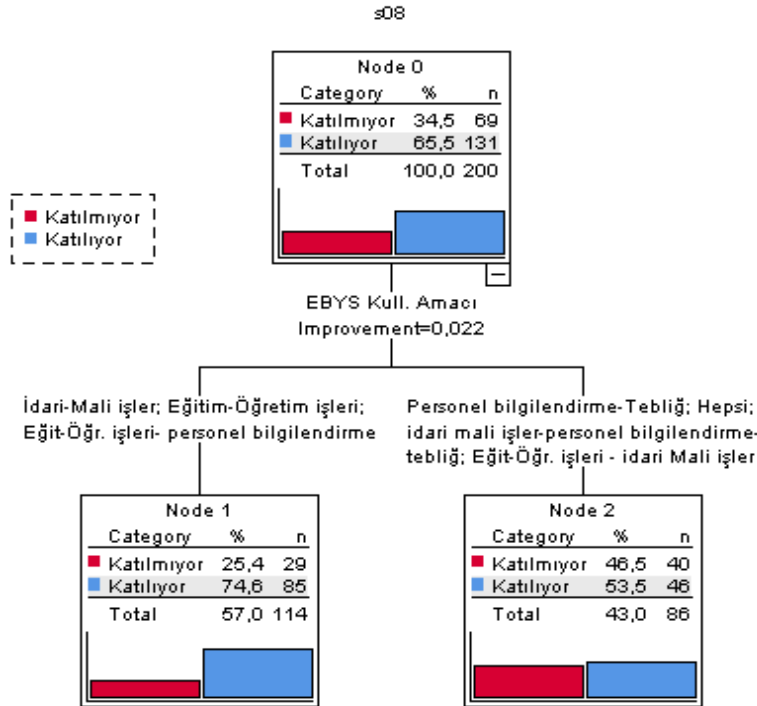 s08
Node 0
Category % n
Katılmıyor 34,5 69
Katılıyor 65,5 131
Total 100,0 200
Katılmıyor
Katılıyor
EBYS Kull. Amacı
Improvement=0,022
İdari-Mali işler; Eğitim-Öğretim işleri;
Eğit-Öğr. işleri- personel bilgilendirme
Personel bilgilendirme-Tebliğ; Hepsi;
idari mali işler-personel bilgilendirme-
tebliğ; Eğit-Öğr. işleri - idari Mali işler
Node 1
Category % n
Katılmıyor 25,4 29
Katılıyor 74,6 85
Total 57,0 114
Node 2
Category % n
Katılmıyor 46,5 40
Katılıyor 53,5 46
Total 43,0 86